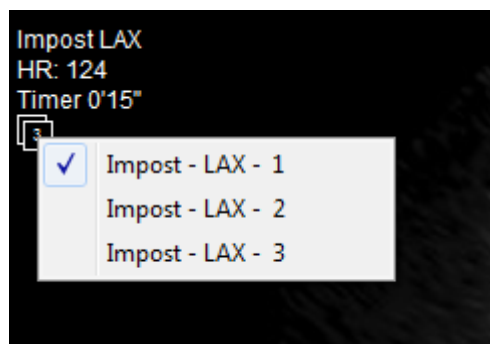 Impost LAX
HR: 124
Timer 0'15"
3
Impost - LAX - 1
Impost - LAX - 2
Impost - LAX - 3